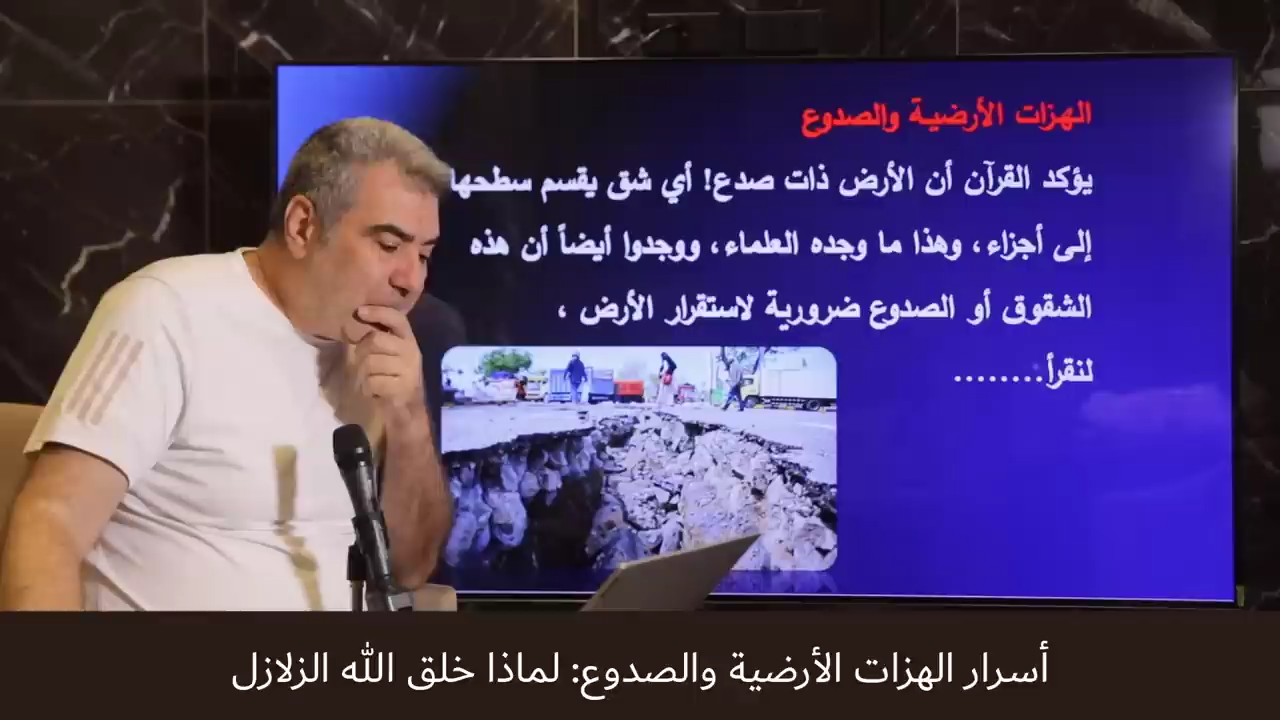 الهزات الأرضية والصدوع
يؤكد القرآن أن الأرض ذات صدع! أي شق يقسم سطحها
إلى أجزاء، وهذا ما وجده العلماء، ووجدوا أيضاً أن هذه
الشقوق أو الصدوع ضرورية لاستقرار الأرض ،
لنقرأ........
أسرار الهزات الأرضية والصدوع: لماذا خلق الله الزلازل